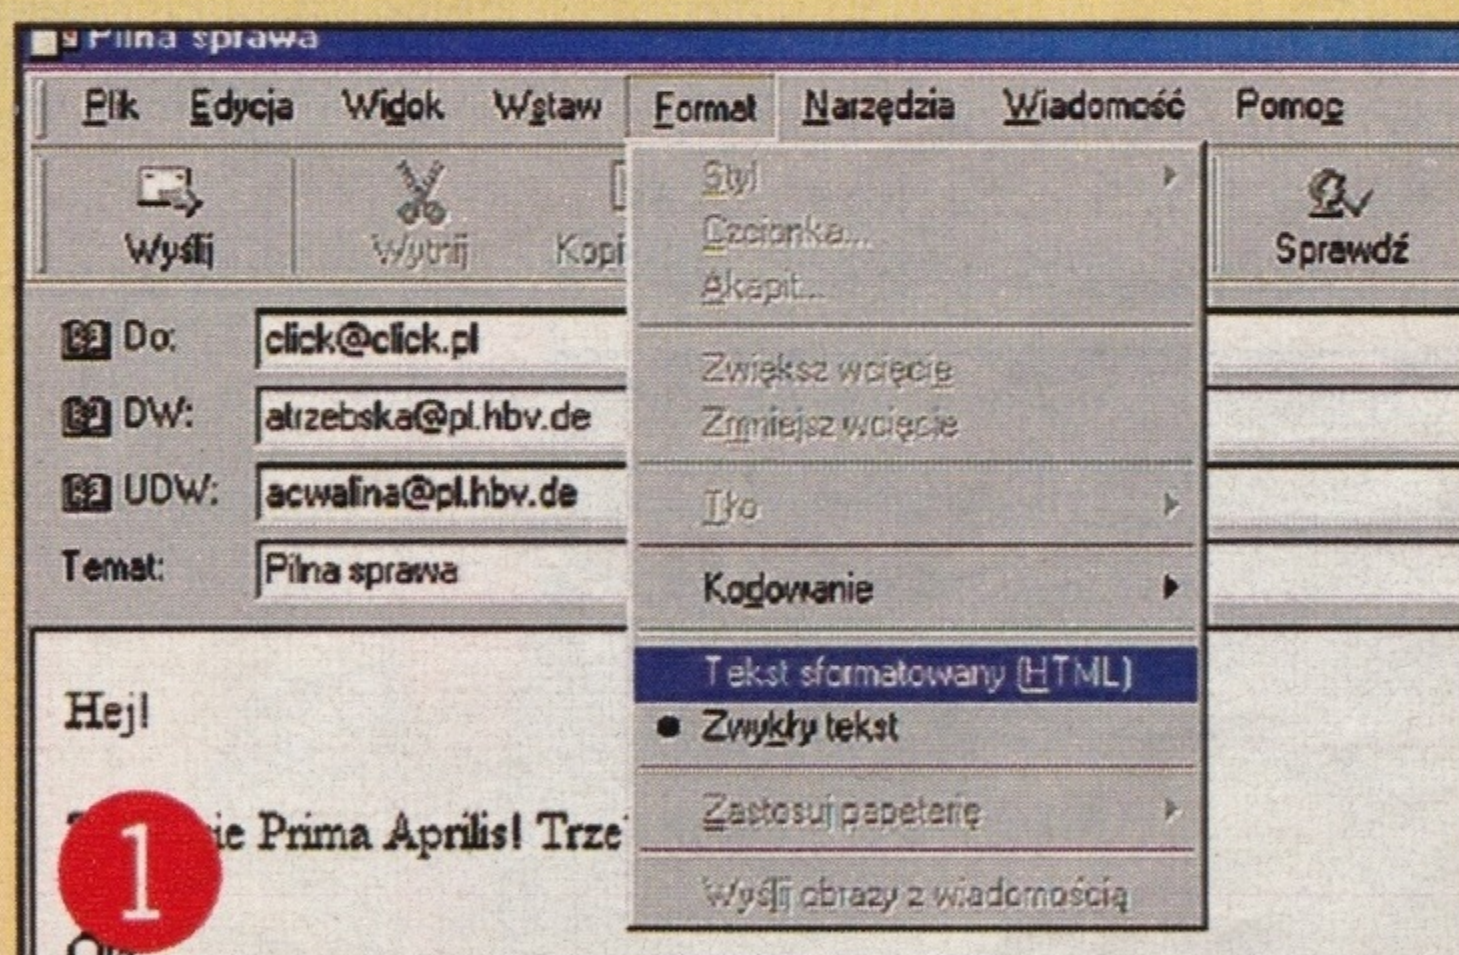 Pilna sprawa
Plik Edycja Widok Wstaw Format Narzędzia Wiadomość Pomoc
Wyślij Wytnij Kopi Sprawdź
Styl
Czcionka...
Akapit...
Zwiększ wcięcie
Zmniejsz wcięcie
Tło
Kodowanie
Tekst sformatowany (HTML)
Zwykły tekst
Zastosuj papeterię
Wyślij obrazy z wiadomością
Do: click@click.pl
DW: atrzebska@pl.hbv.de
UDW: acwalina@pl.hbv.de
Temat: Pilna sprawa
Hej!
ie Prima Aprilis! Trze
1